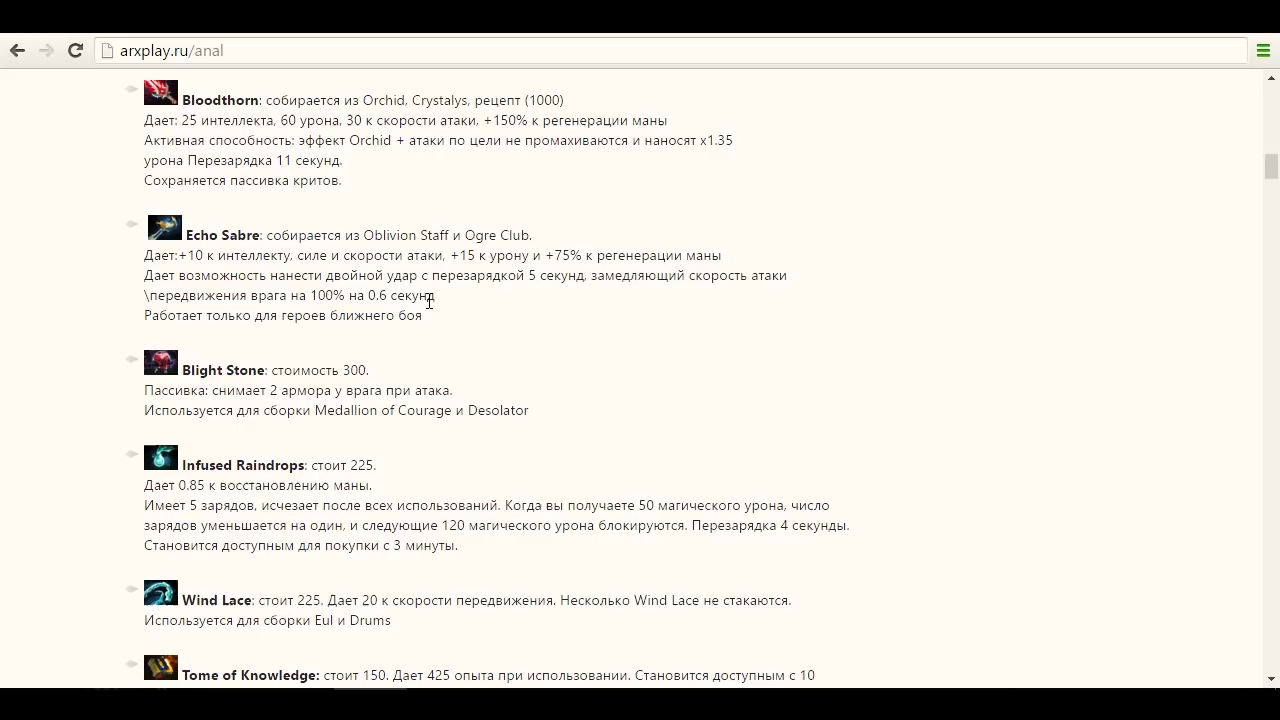 arxplay.ru/anal
Bloodthorn: собирается из Orchid, Crystalys, рецепт (1000)
Дает: 25 интеллекта, 60 урона, 30 к скорости атаки, +150% к регенерации маны
Активная способность: эффект Orchid + атаки по цели не промахиваются и наносят x1.35
урона Перезарядка 11 секунд.
Сохраняется пассивка критов.
Echo Sabre: собирается из Oblivion Staff и Ogre Club.
Дает:+10 к интеллекту, силе и скорости атаки, +15 к урону и +75% к регенерации маны
Дает возможность нанести двойной удар с перезарядкой 5 секунд, замедляющий скорость атаки
\передвижения врага на 100% на 0.6 секунд
Работает только для героев ближнего боя
Blight Stone: стоимость 300.
Пассивка: снимает 2 армора у врага при атака.
Используется для сборки Medallion of Courage и Desolator
Infused Raindrops: стоит 225.
Дает 0.85 к восстановлению маны.
Имеет 5 зарядов, исчезает после всех использований. Когда вы получаете 50 магического урона, число
зарядов уменьшается на один, и следующие 120 магического урона блокируются. Перезарядка 4 секунды.
Становится доступным для покупки с 3 минуты.
Wind Lace: стоит 225. Дает 20 к скорости передвижения. Несколько Wind Lace не стакаются.
Используется для сборки Eul и Drums
Tome of Knowledge: стоит 150. Дает 425 опыта при использовании. Становится доступным с 10